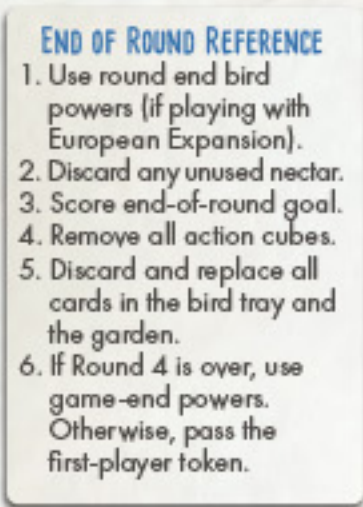 END OF ROUND REFERENCE
1. Use round end bird
powers (if playing with
European Expansion).
2. Discard any unused nectar.
3. Score end-of-round goal.
4. Remove all action cubes.
5. Discard and replace all
cards in the bird tray and
the garden.
6. If Round 4 is over, use
game-end powers.
Otherwise, pass the
first-player token.